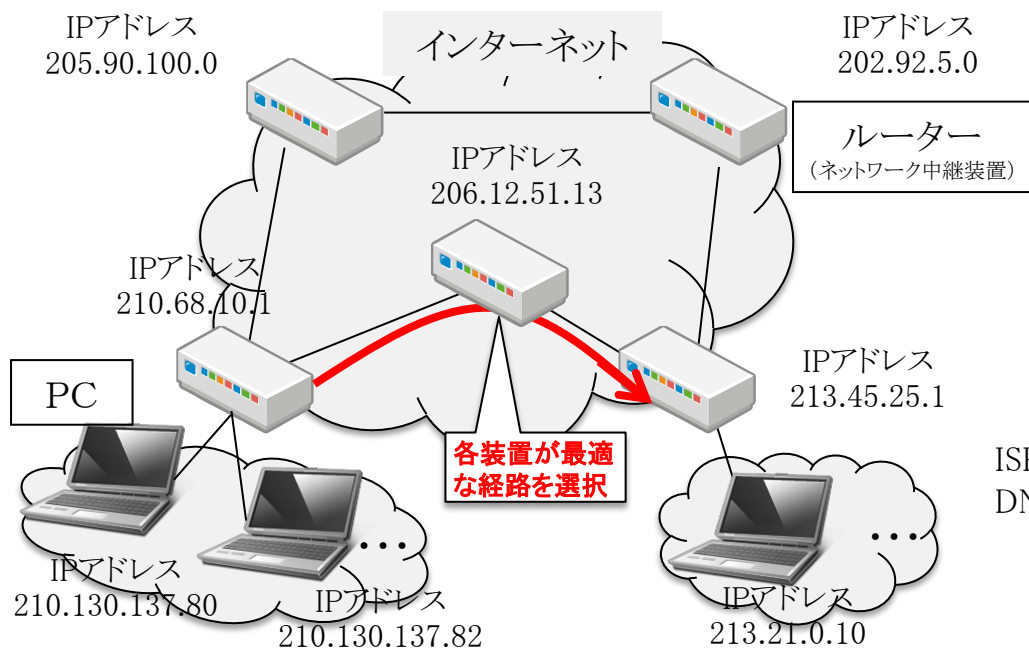 IPアドレス
205.90.100.0
インターネット
IPアドレス
202.92.5.0
ルーター
（ネットワーク中継装置）
IPアドレス
206.12.51.13
IPアドレス
210.68.10.1
IPアドレス
213.45.25.1
PC
各装置が最適
な経路を選択
…
IPアドレス
210.130.137.80
IPアドレス
210.130.137.82
…
IPアドレス
213.21.0.10